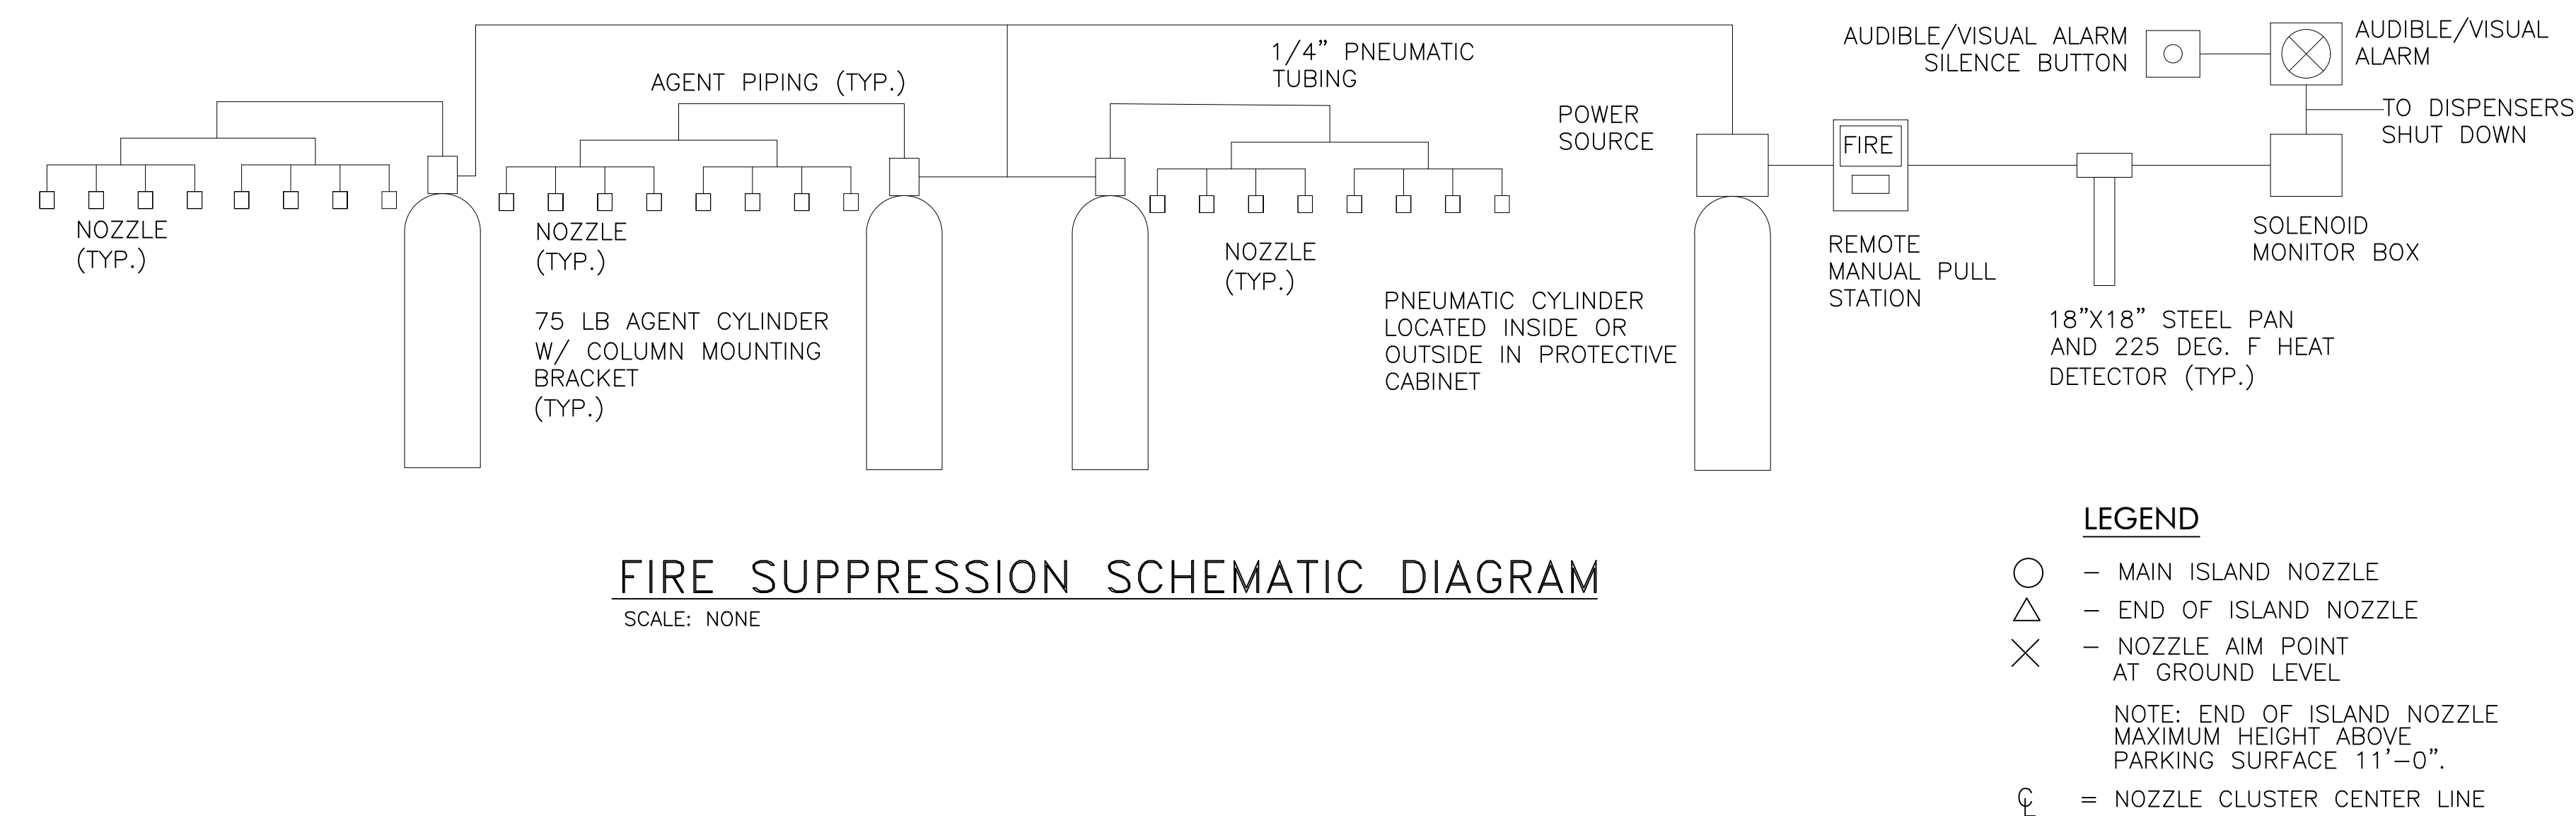 AGENT PIPING (TYP.)
1/4" PNEUMATIC
TUBING
AUDIBLE/VISUAL ALARM
SILENCE BUTTON
AUDIBLE/VISUAL
ALARM
TO DISPENSERS
SHUT DOWN
POWER
SOURCE
FIRE
NOZZLE
(TYP.)
NOZZLE
(TYP.)
NOZZLE
(TYP.)
REMOTE
MANUAL PULL
STATION
SOLENOID
MONITOR BOX
75 LB AGENT CYLINDER
W/ COLUMN MOUNTING
BRACKET
(TYP.)
PNEUMATIC CYLINDER
LOCATED INSIDE OR
OUTSIDE IN PROTECTIVE
CABINET
18"X18" STEEL PAN
AND 225 DEG. F HEAT
DETECTOR (TYP.)
FIRE SUPPRESSION SCHEMATIC DIAGRAM
SCALE: NONE
LEGEND
– MAIN ISLAND NOZZLE
– END OF ISLAND NOZZLE
– NOZZLE AIM POINT
AT GROUND LEVEL
NOTE: END OF ISLAND NOZZLE
MAXIMUM HEIGHT ABOVE
PARKING SURFACE 11'–0".
℄ = NOZZLE CLUSTER CENTER LINE